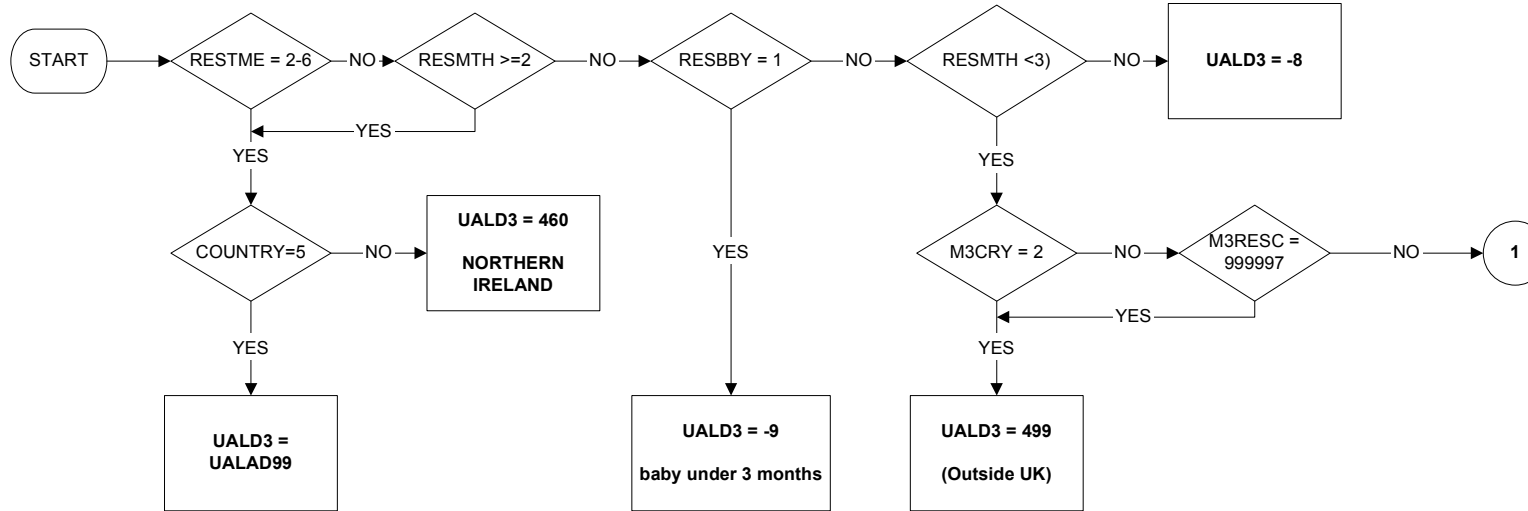 START
RESTME = 2-6
NO
RESMTH >=2
NO
RESBBY = 1
NO
RESMTH <3)
NO
UALD3 = -8
YES
YES
YES
COUNTRY=5
NO
UALD3 = 460
NORTHERN
IRELAND
YES
M3CRY = 2
NO
M3RESC =
999997
NO
1
YES
YES
YES
UALD3 =
UALAD99
UALD3 = -9
baby under 3 months
UALD3 = 499
(Outside UK)